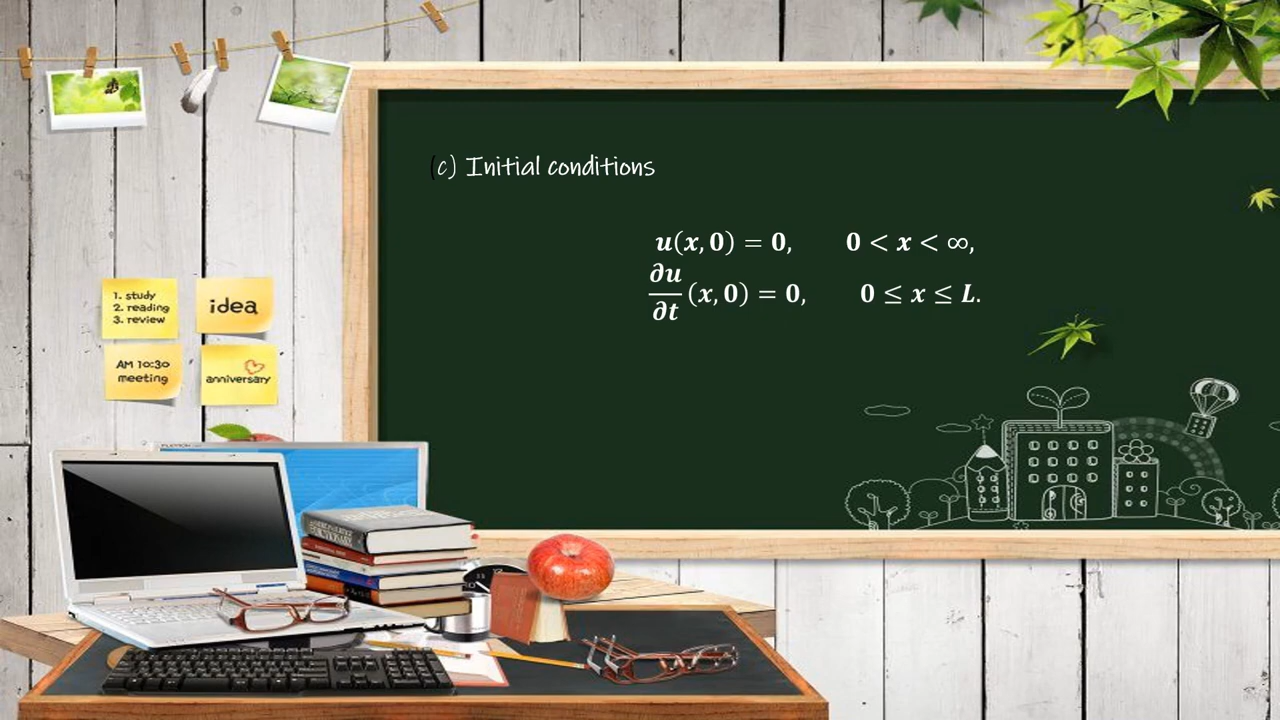 (c) Initial conditions
u(x, 0) = 0, 0 < x < ∞,
∂u/∂t (x, 0) = 0, 0 ≤ x ≤ L.
1. study
2. reading
3. review
idea
AM 10:30
meeting
anniversary